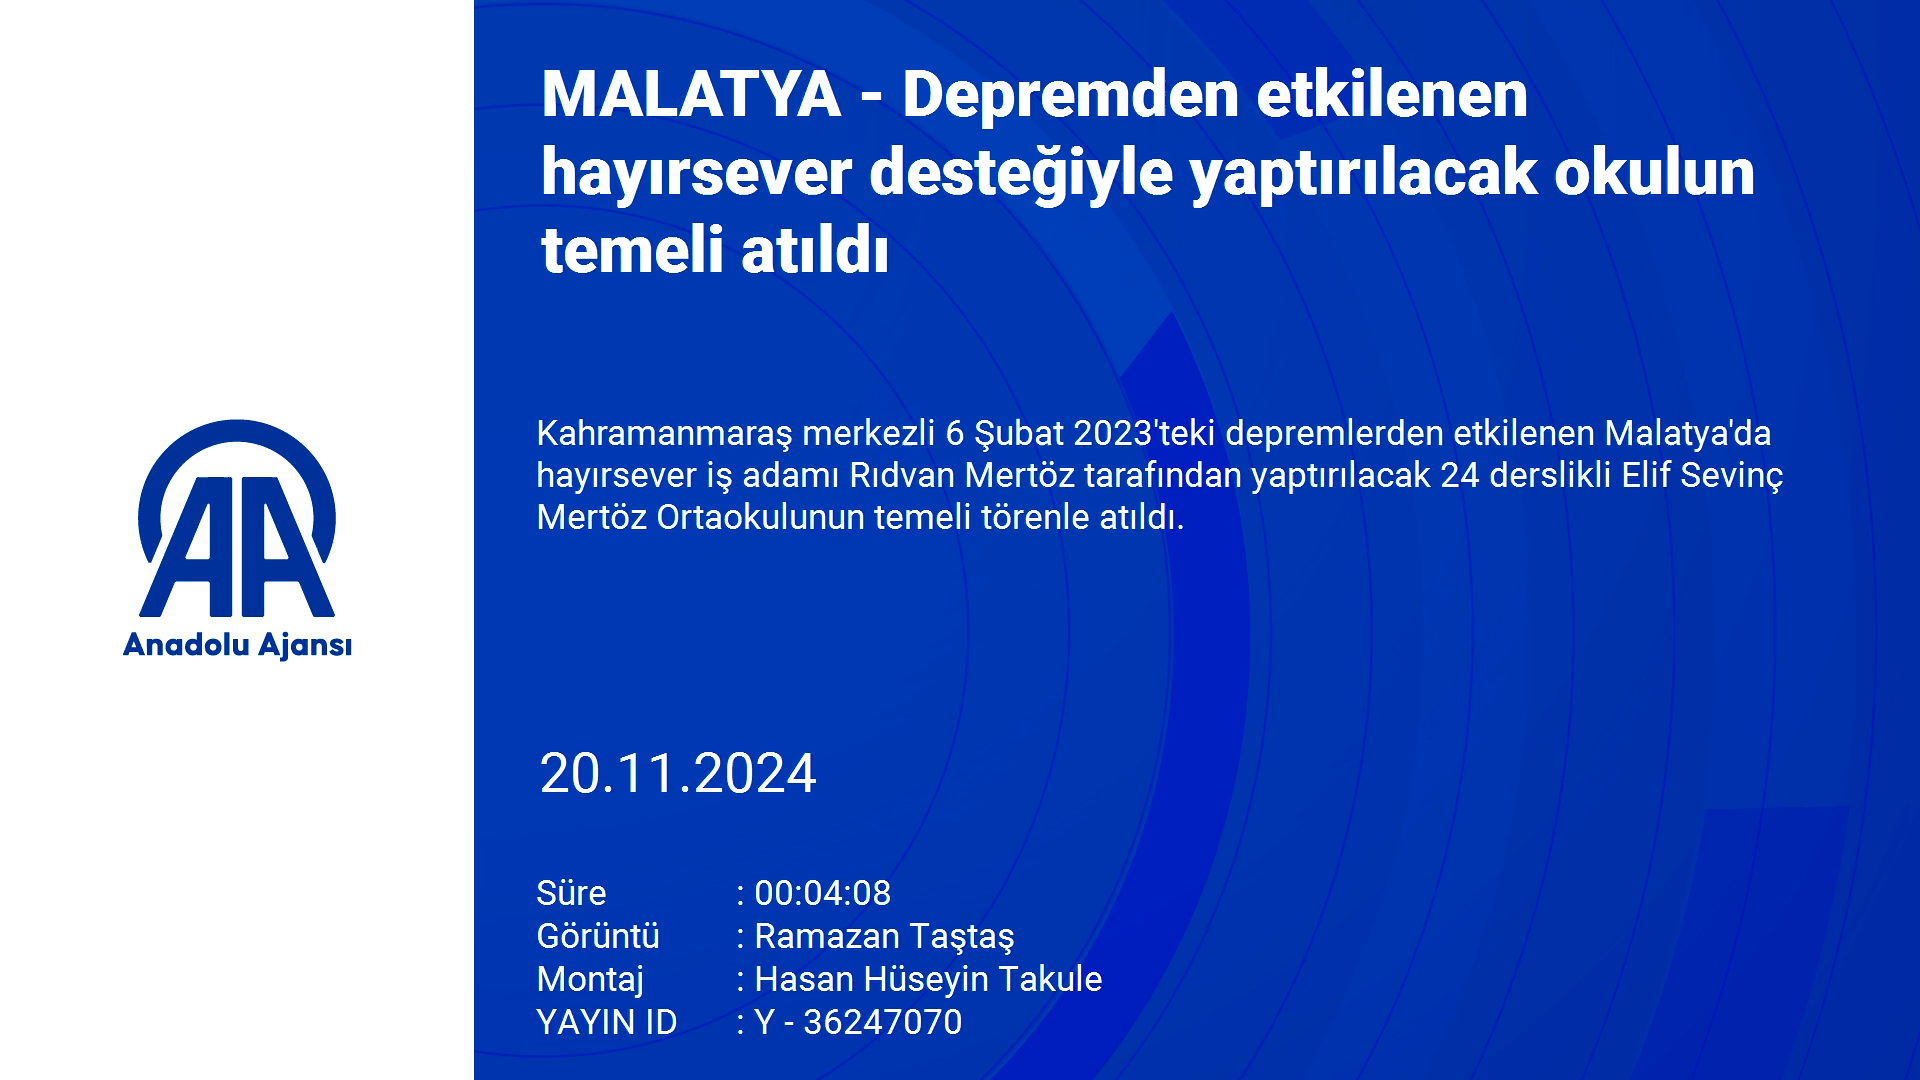 MALATYA - Depremden etkilenen
hayırsever desteğiyle yaptırılacak okulun
temeli atıldı
Kahramanmaraş merkezli 6 Şubat 2023'teki depremlerden etkilenen Malatya'da
hayırsever iş adamı Rıdvan Mertöz tarafından yaptırılacak 24 derslikli Elif Sevinç
Mertöz Ortaokulunun temeli törenle atıldı.
AA
Anadolu Ajansı
20.11.2024
Süre : 00:04:08
Görüntü : Ramazan Taştaş
Montaj : Hasan Hüseyin Takule
YAYIN ID : Y - 36247070